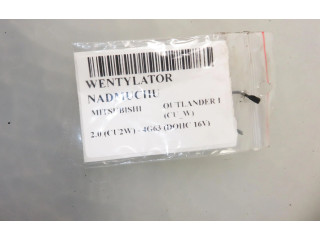 WENTYLATOR
NADMUCHU
MITSUBISHI OUTLANDER I
(CU_W)
2.0 (CU2W) - 4G63 (DOHC 16V)